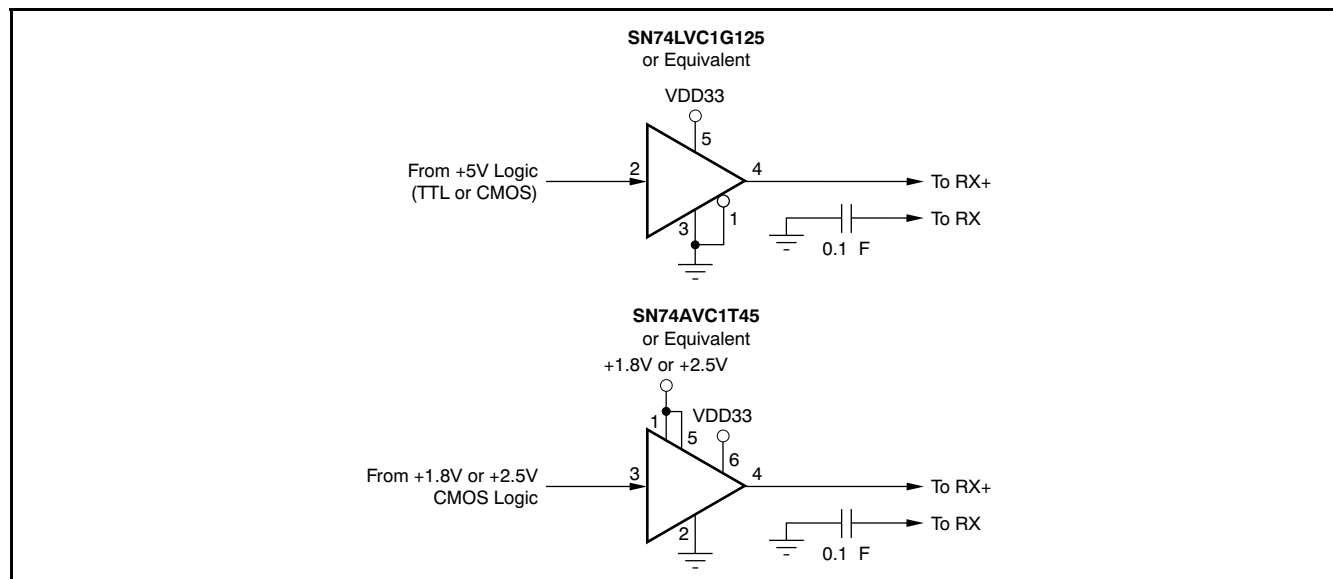 SN74LVC1G125
or Equivalent
VDD33
5
From +5V Logic
(TTL or CMOS)
2
4
To RX+
1
3
To RX
0.1 F
SN74AVC1T45
or Equivalent
+1.8V or +2.5V
VDD33
1
5
6
From +1.8V or +2.5V
CMOS Logic
3
4
To RX+
2
To RX
0.1 F